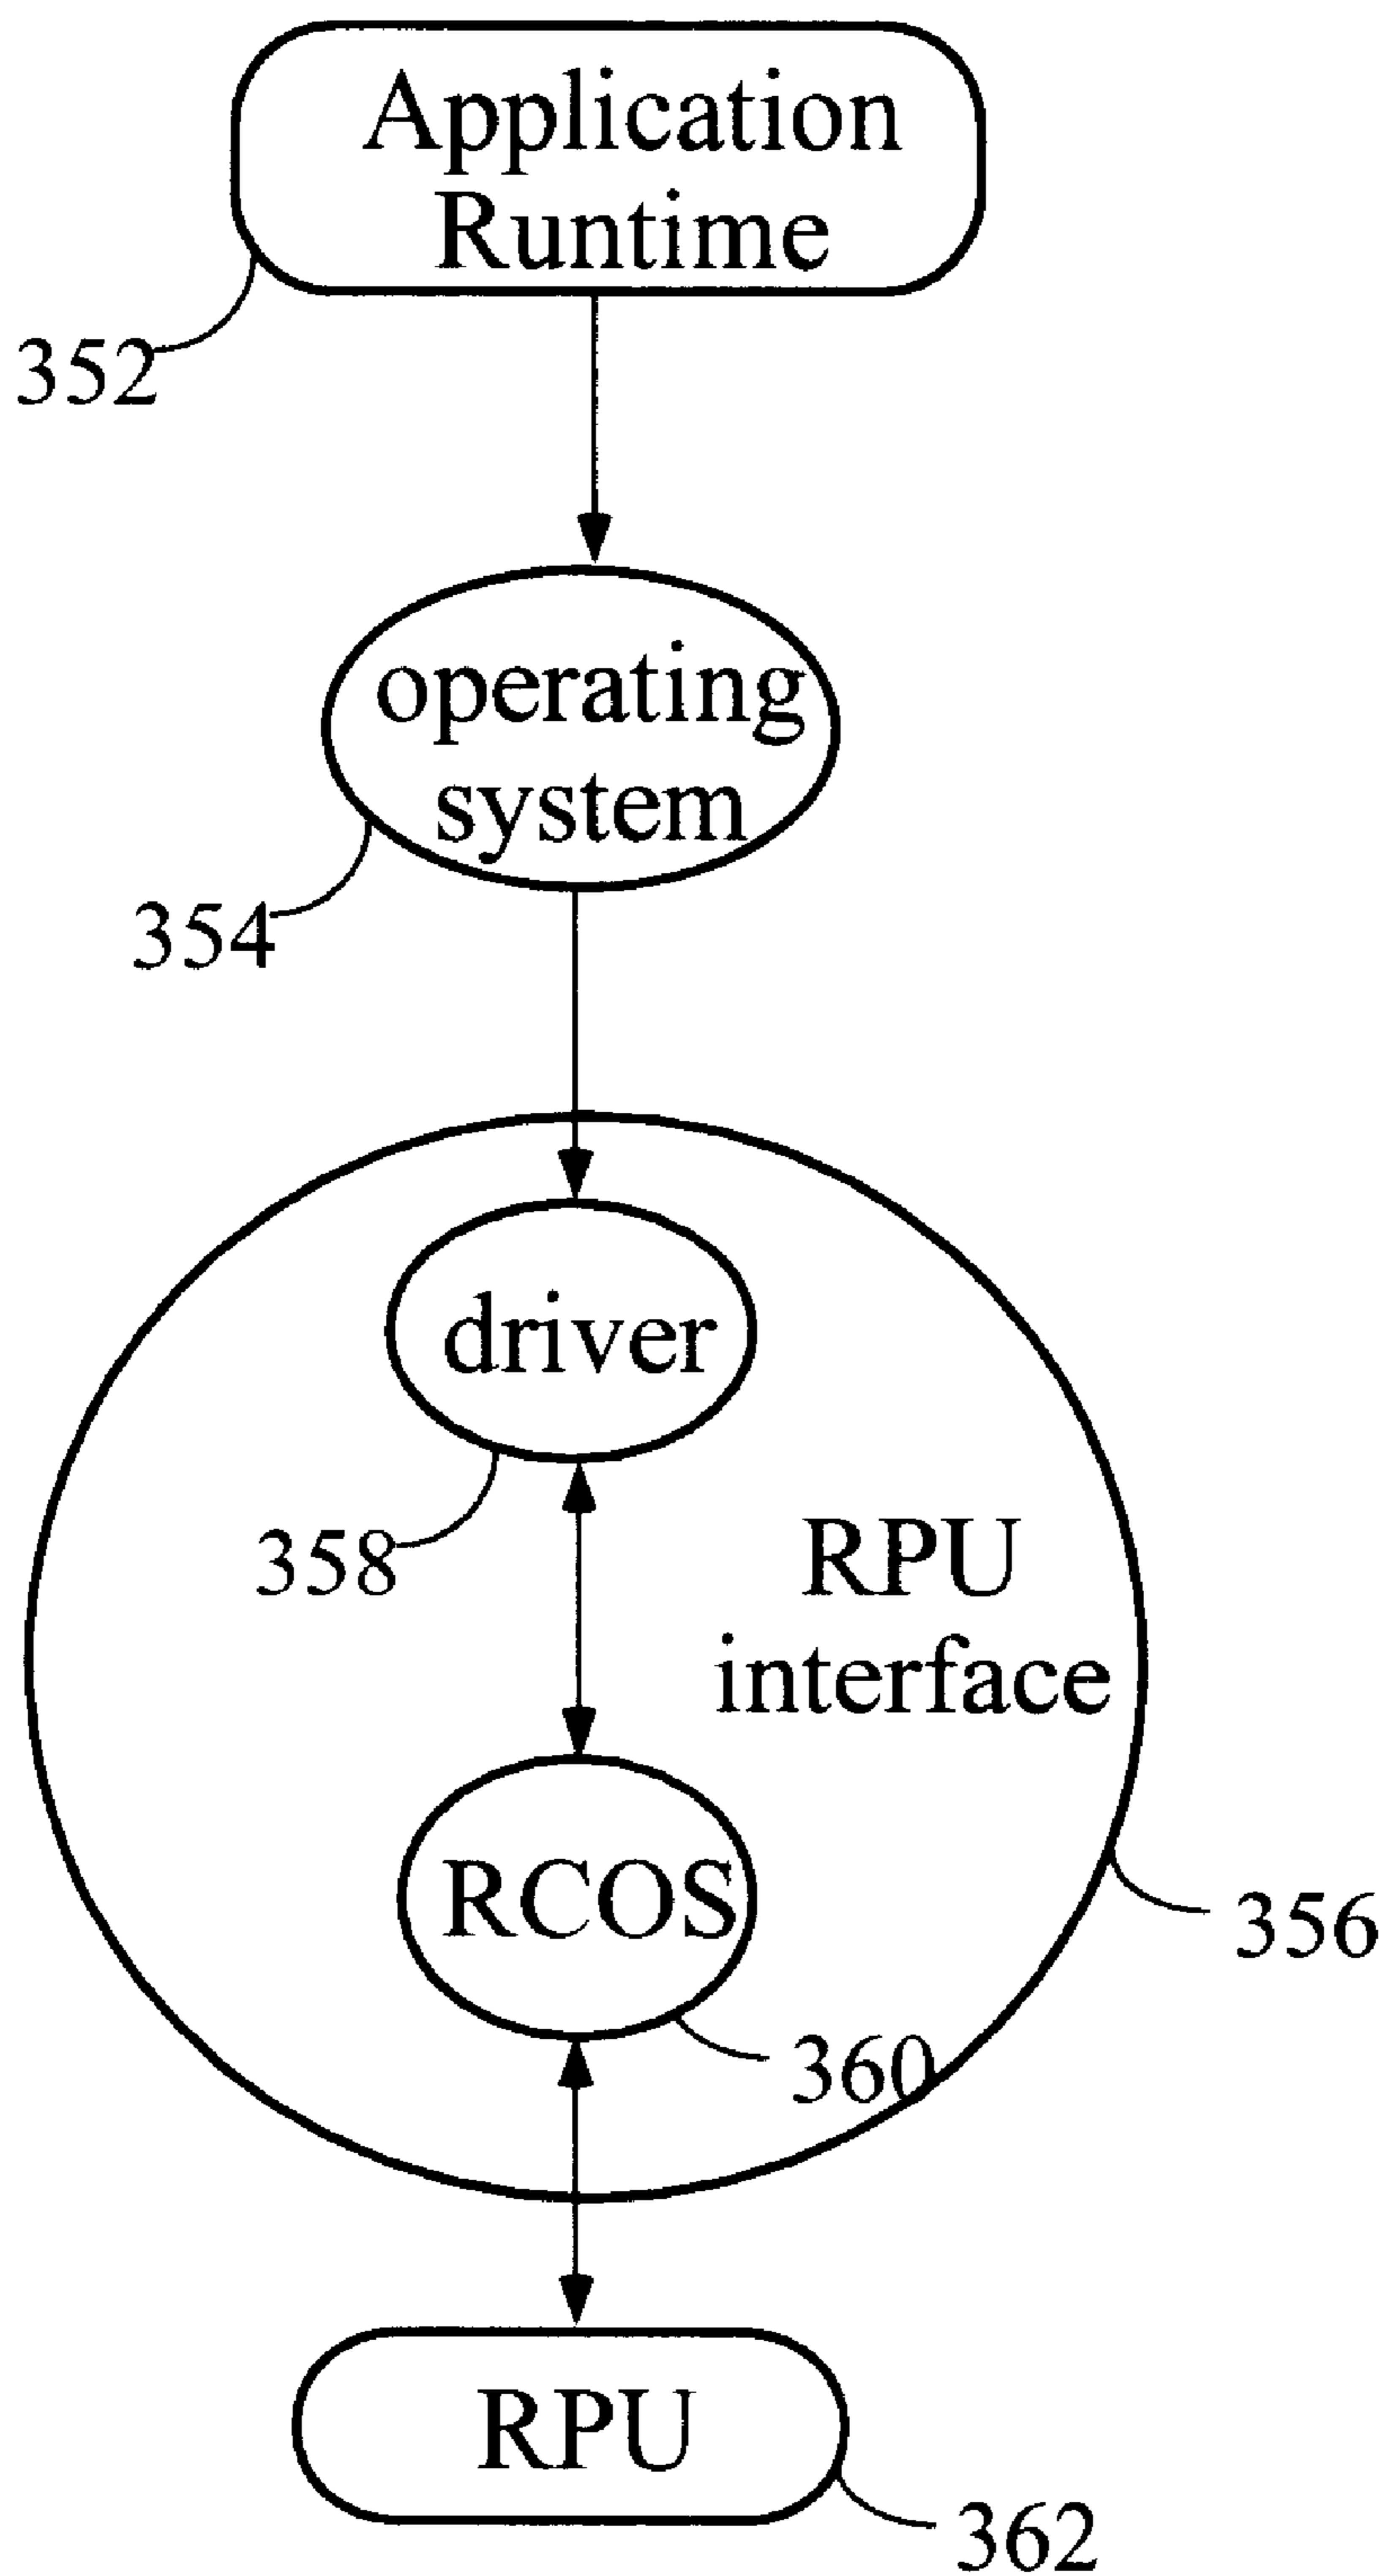 Application
Runtime
352
operating
system
354
driver
358
RPU
interface
RCOS
356
360
RPU
362